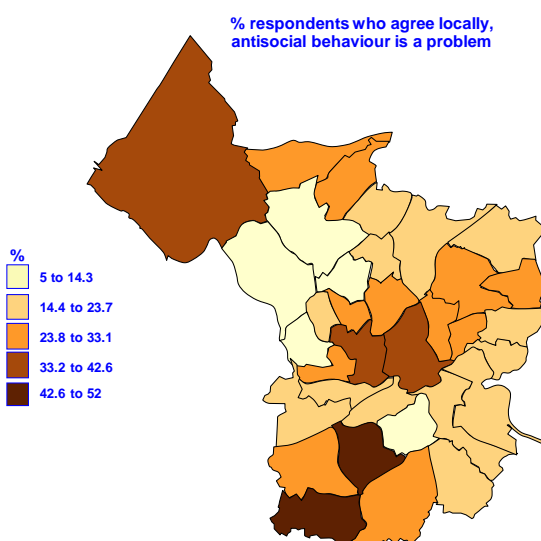 % respondents who agree locally,
antisocial behaviour is a problem
%
5 to 14.3
14.4 to 23.7
23.8 to 33.1
33.2 to 42.6
42.6 to 52